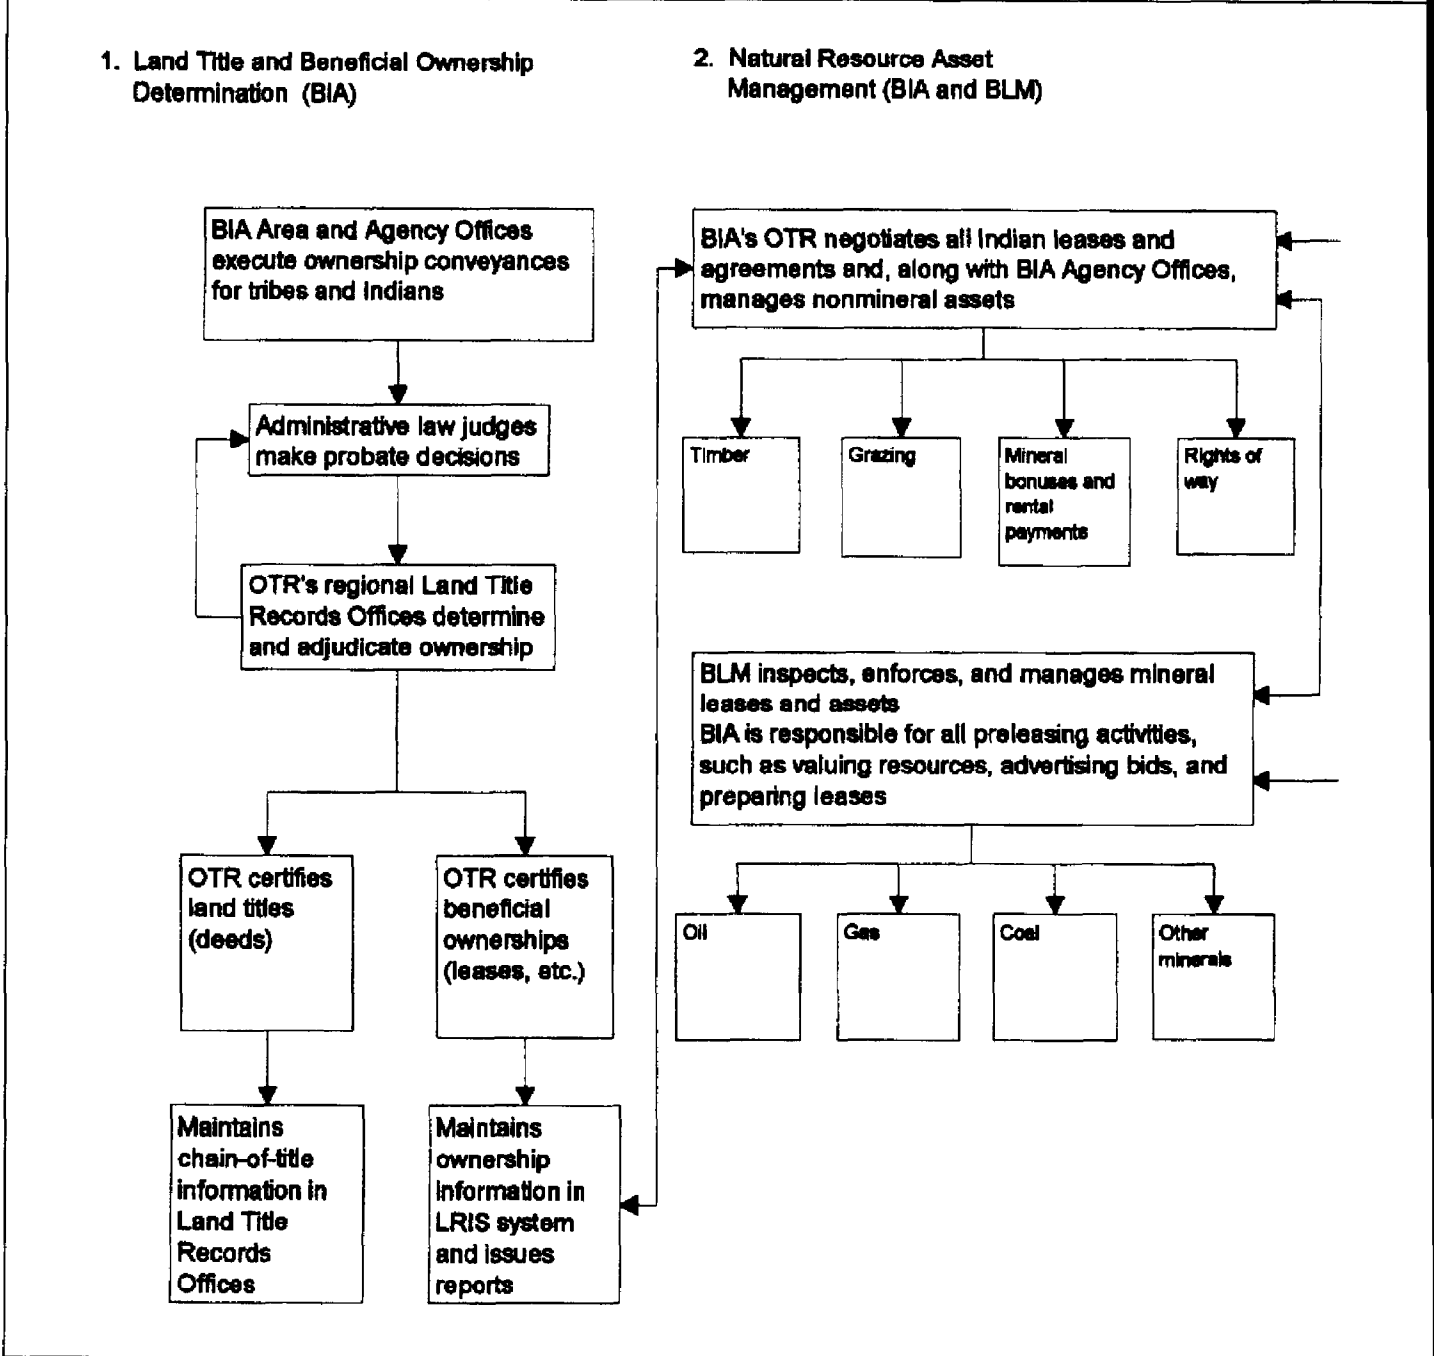 1. Land Title and Beneficial Ownership
Determination (BIA)
2. Natural Resource Asset
Management (BIA and BLM)
BIA Area and Agency Offices
execute ownership conveyances
for tribes and Indians
Administrative law judges
make probate decisions
OTR's regional Land Title
Records Offices determine
and adjudicate ownership
OTR certifies
land titles
(deeds)
OTR certifies
beneficial
ownerships
(leases, etc.)
Maintains
chain-of-title
information in
Land Title
Records
Offices
Maintains
ownership
information in
LRIS system
and issues
reports
BIA's OTR negotiates all Indian leases and
agreements and, along with BIA Agency Offices,
manages nonmineral assets
Timber
Grazing
Mineral
bonuses and
rental
payments
Rights of
way
BLM inspects, enforces, and manages mineral
leases and assets
BIA is responsible for all preleasing activities,
such as valuing resources, advertising bids, and
preparing leases
Oil
Gas
Coal
Other
minerals